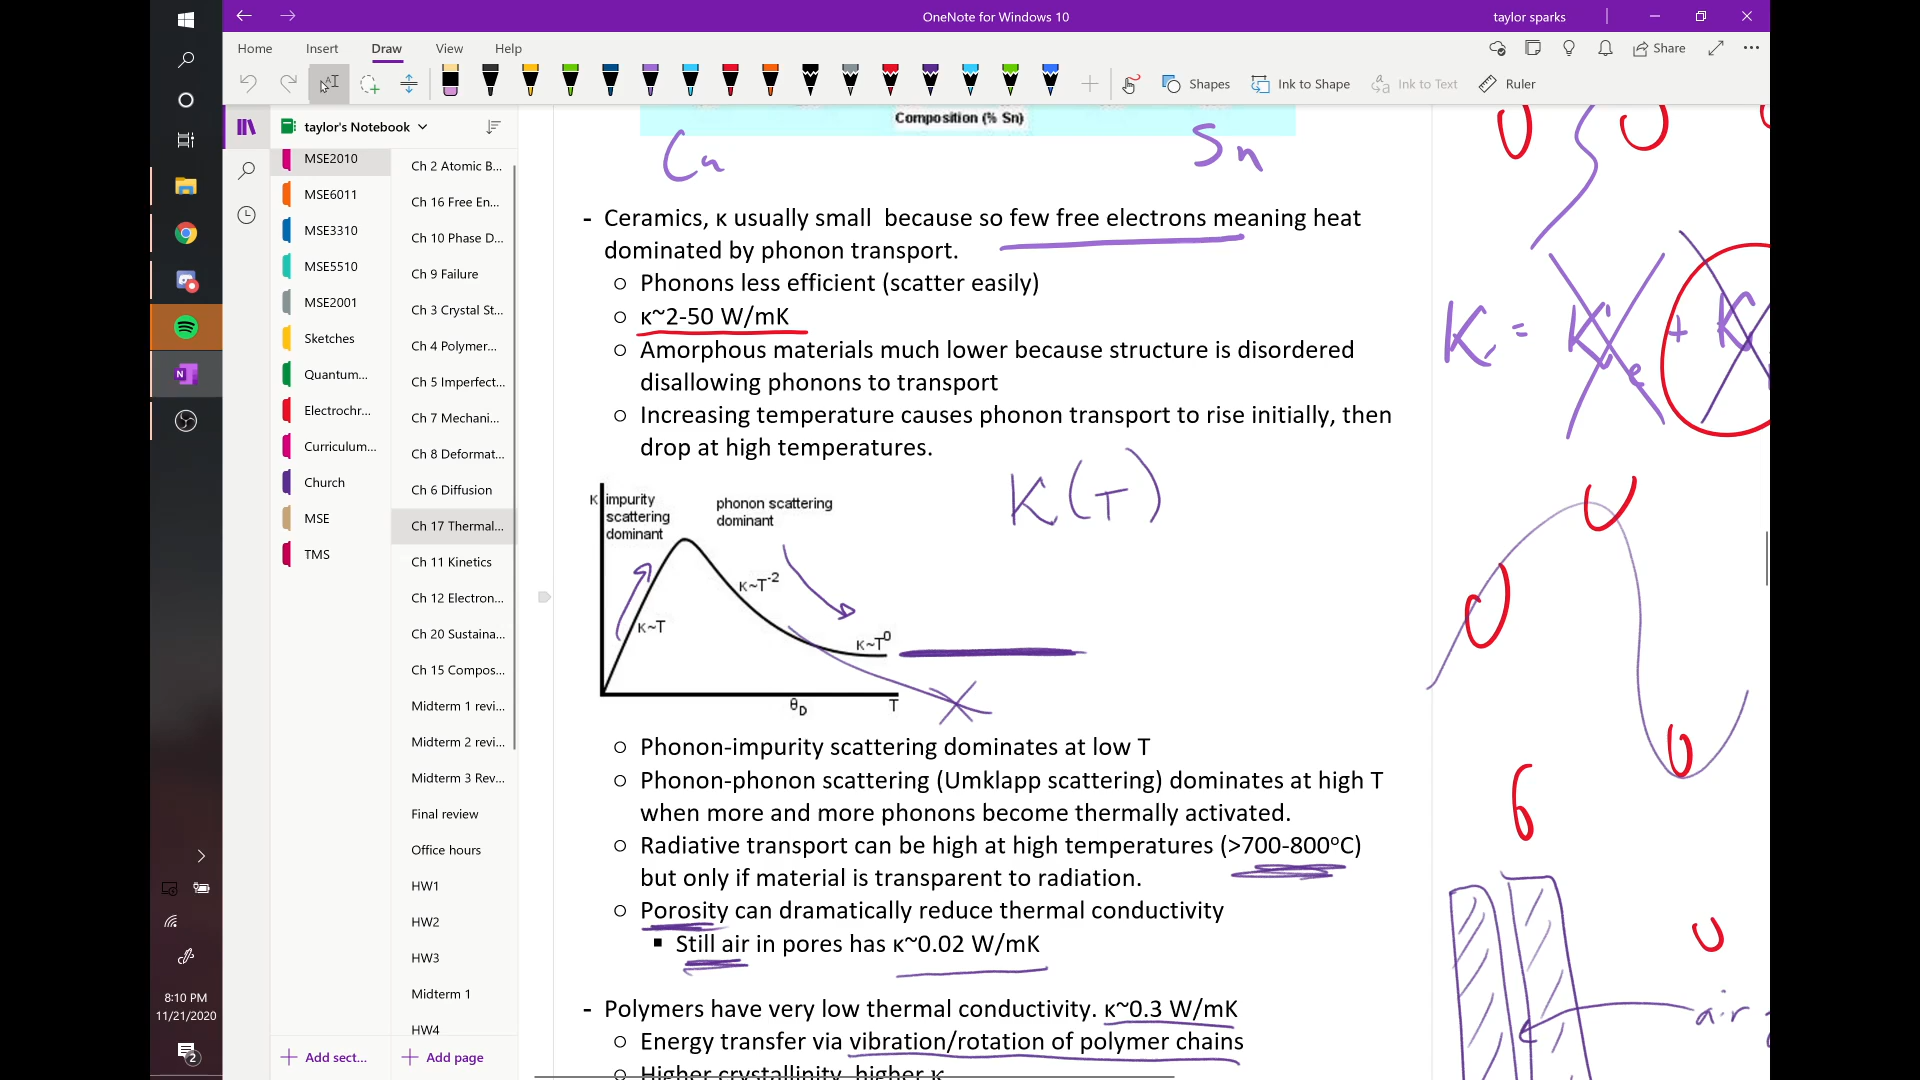 OneNote for Windows 10
taylor sparks
Home Insert Draw View Help
Share
Shapes Ink to Shape Ink to Text Ruler
taylor's Notebook
MSE2010
MSE6011
MSE3310
MSE5510
MSE2001
Sketches
Quantum...
Electrochr...
Curriculum...
Church
MSE
TMS
Add sect...
Ch 2 Atomic B...
Ch 16 Free En...
Ch 10 Phase D...
Ch 9 Failure
Ch 3 Crystal St...
Ch 4 Polymer...
Ch 5 Imperfect...
Ch 7 Mechani...
Ch 8 Deformat...
Ch 6 Diffusion
Ch 17 Thermal...
Ch 11 Kinetics
Ch 12 Electron...
Ch 20 Sustaina...
Ch 15 Compos...
Midterm 1 revi...
Midterm 2 revi...
Midterm 3 Rev...
Final review
Office hours
HW1
HW2
HW3
Midterm 1
HW4
Add page
Composition (% Sn)
Sn
- Ceramics, κ usually small because so few free electrons meaning heat
dominated by phonon transport.
○ Phonons less efficient (scatter easily)
○ κ~2-50 W/mK
○ Amorphous materials much lower because structure is disordered
disallowing phonons to transport
○ Increasing temperature causes phonon transport to rise initially, then
drop at high temperatures.
K(T)
κ impurity
scattering
dominant
phonon scattering
dominant
κ~T⁻²
κ~T
κ~T⁰
θD T
○ Phonon-impurity scattering dominates at low T
○ Phonon-phonon scattering (Umklapp scattering) dominates at high T
when more and more phonons become thermally activated.
○ Radiative transport can be high at high temperatures (>700-800°C)
but only if material is transparent to radiation.
○ Porosity can dramatically reduce thermal conductivity
▪ Still air in pores has κ~0.02 W/mK
- Polymers have very low thermal conductivity. κ~0.3 W/mK
○ Energy transfer via vibration/rotation of polymer chains
○ Higher crystallinity, higher κ
air
8:10 PM
11/21/2020
2